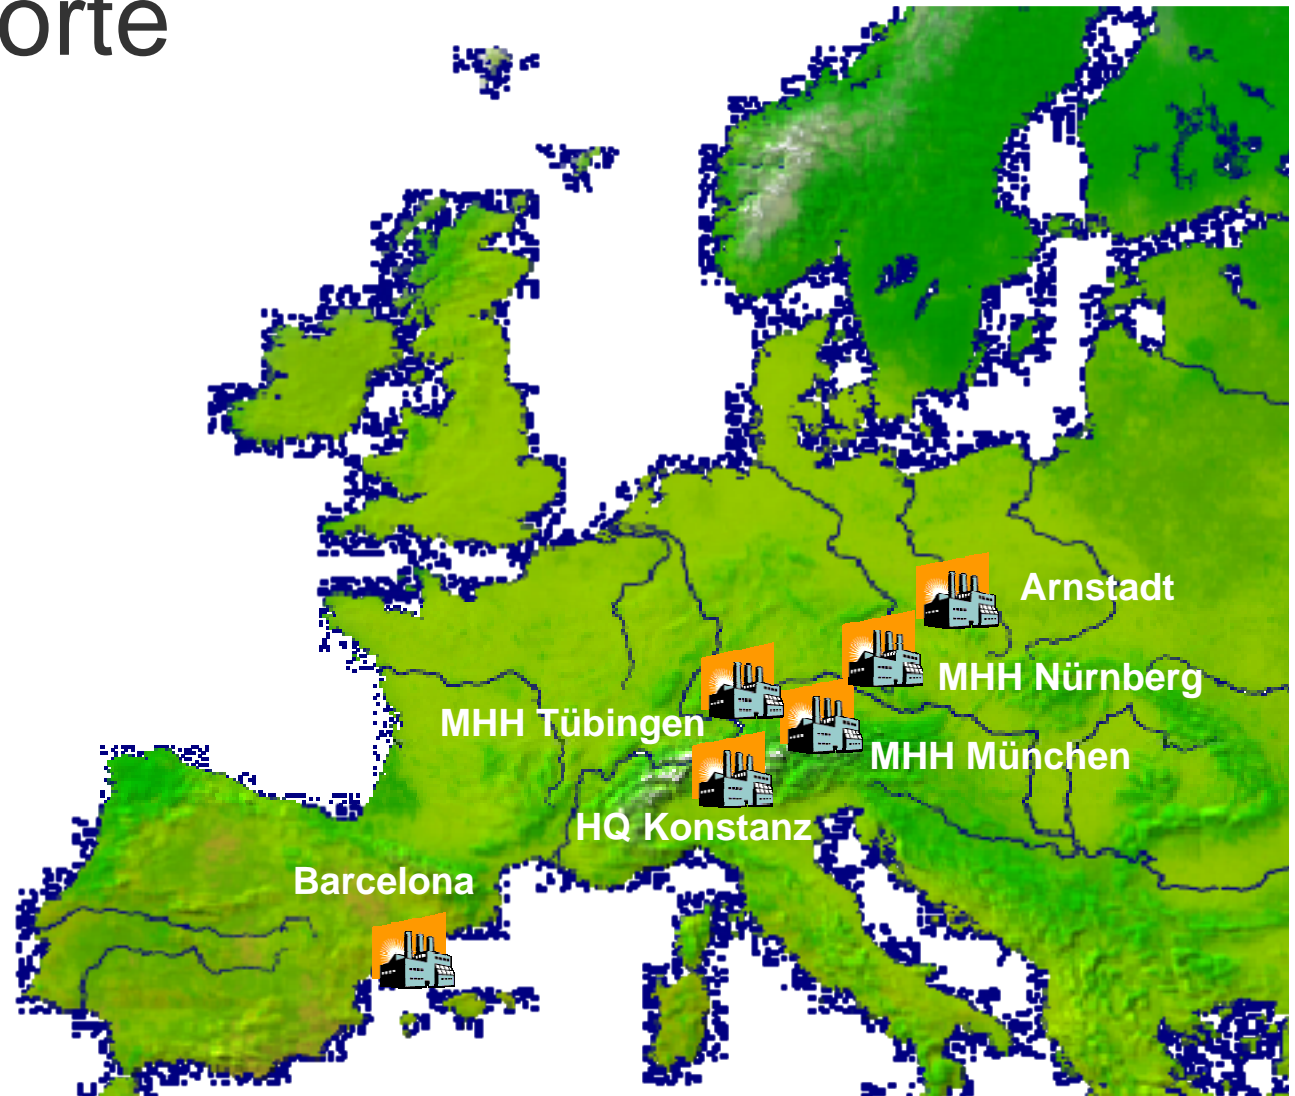 orte
Arnstadt
MHH Nürnberg
MHH Tübingen
MHH München
HQ Konstanz
Barcelona